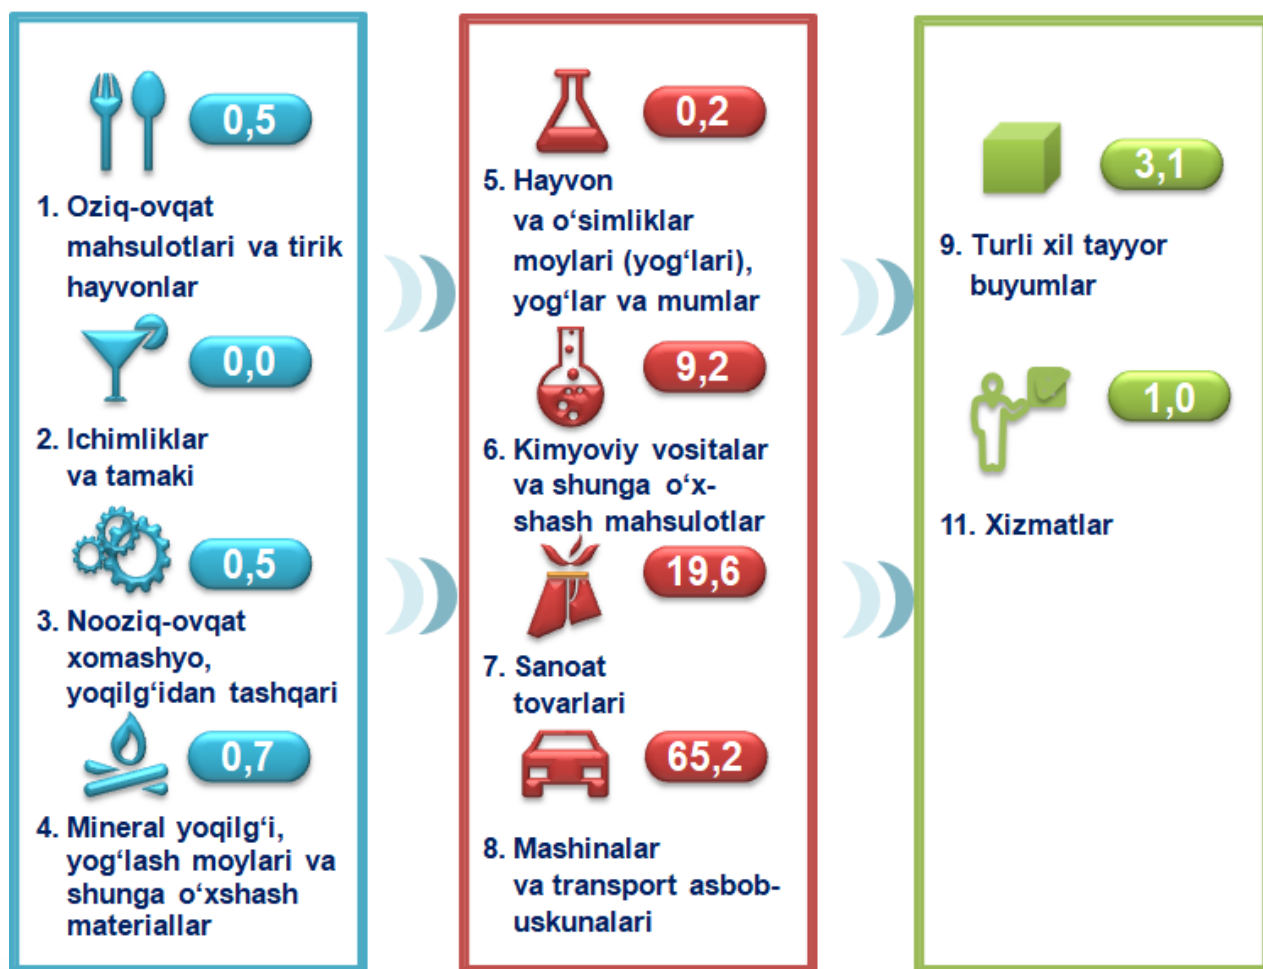 0,5
1. Oziq-ovqat
mahsulotlari va tirik
hayvonlar
0,0
2. Ichimliklar
va tamaki
0,5
3. Nooziq-ovqat
xomashyo,
yoqilg‘idan tashqari
0,7
4. Mineral yoqilg‘i,
yog‘lash moylari va
shunga o‘xshash
materiallar
0,2
5. Hayvon
va o‘simliklar
moylari (yog‘lari),
yog‘lar va mumlar
9,2
6. Kimyoviy vositalar
va shunga o‘x-
shash mahsulotlar
19,6
7. Sanoat
tovarlari
65,2
8. Mashinalar
va transport asbob-
uskunalari
3,1
9. Turli xil tayyor
buyumlar
1,0
11. Xizmatlar